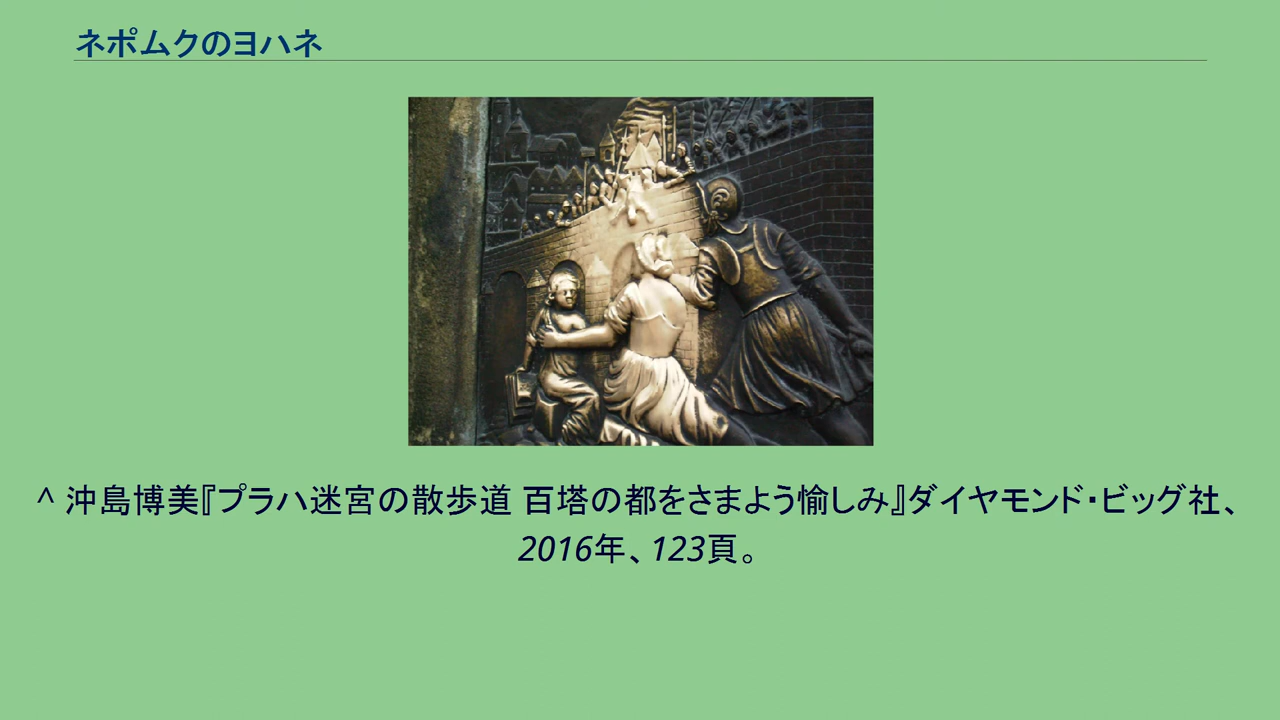 ネポムクのヨハネ
^ 沖島博美『プラハ迷宮の散歩道 百塔の都をさまよう愉しみ』ダイヤモンド・ビッグ社、
2016年、123頁。